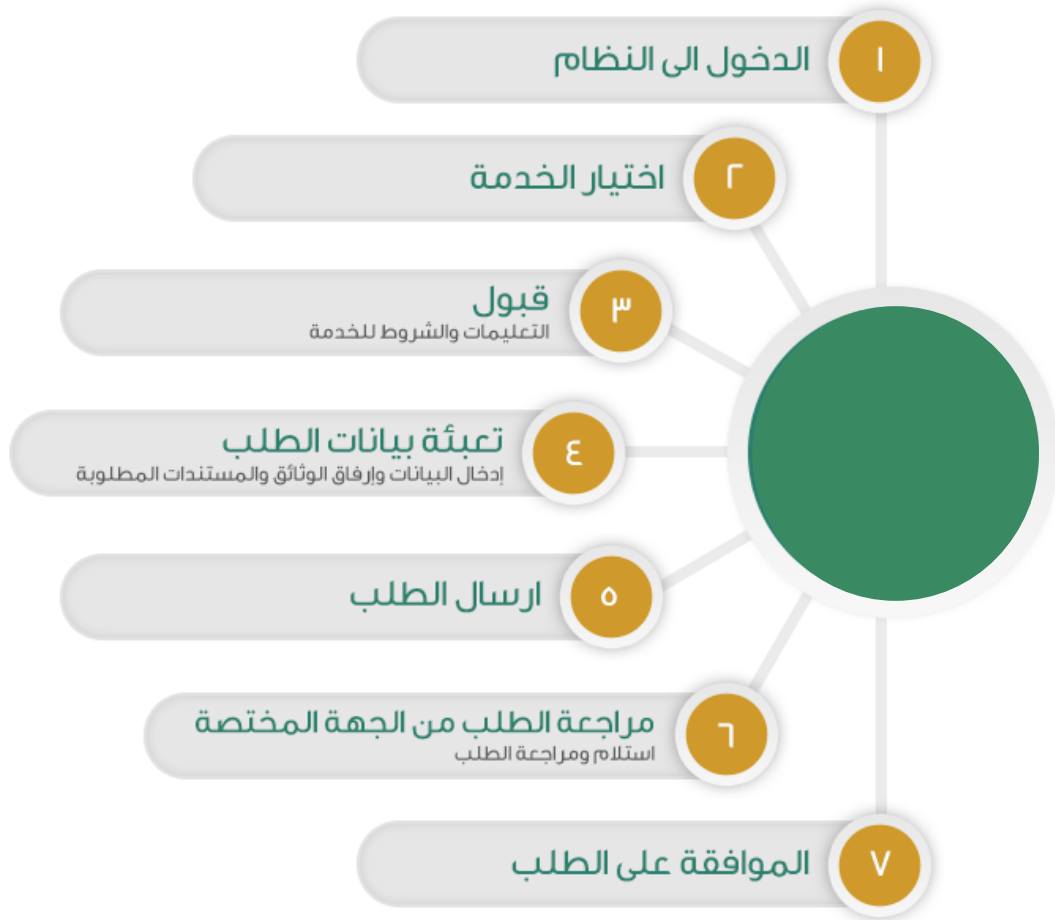 ١
الدخول الى النظام
٢
اختيار الخدمة
٣
قبول
التعليمات والشروط للخدمة
٤
تعبئة بيانات الطلب
إدخال البيانات وإرفاق الوثائق والمستندات المطلوبة
٥
ارسال الطلب
٦
مراجعة الطلب من الجهة المختصة
استلام ومراجعة الطلب
٧
الموافقة على الطلب